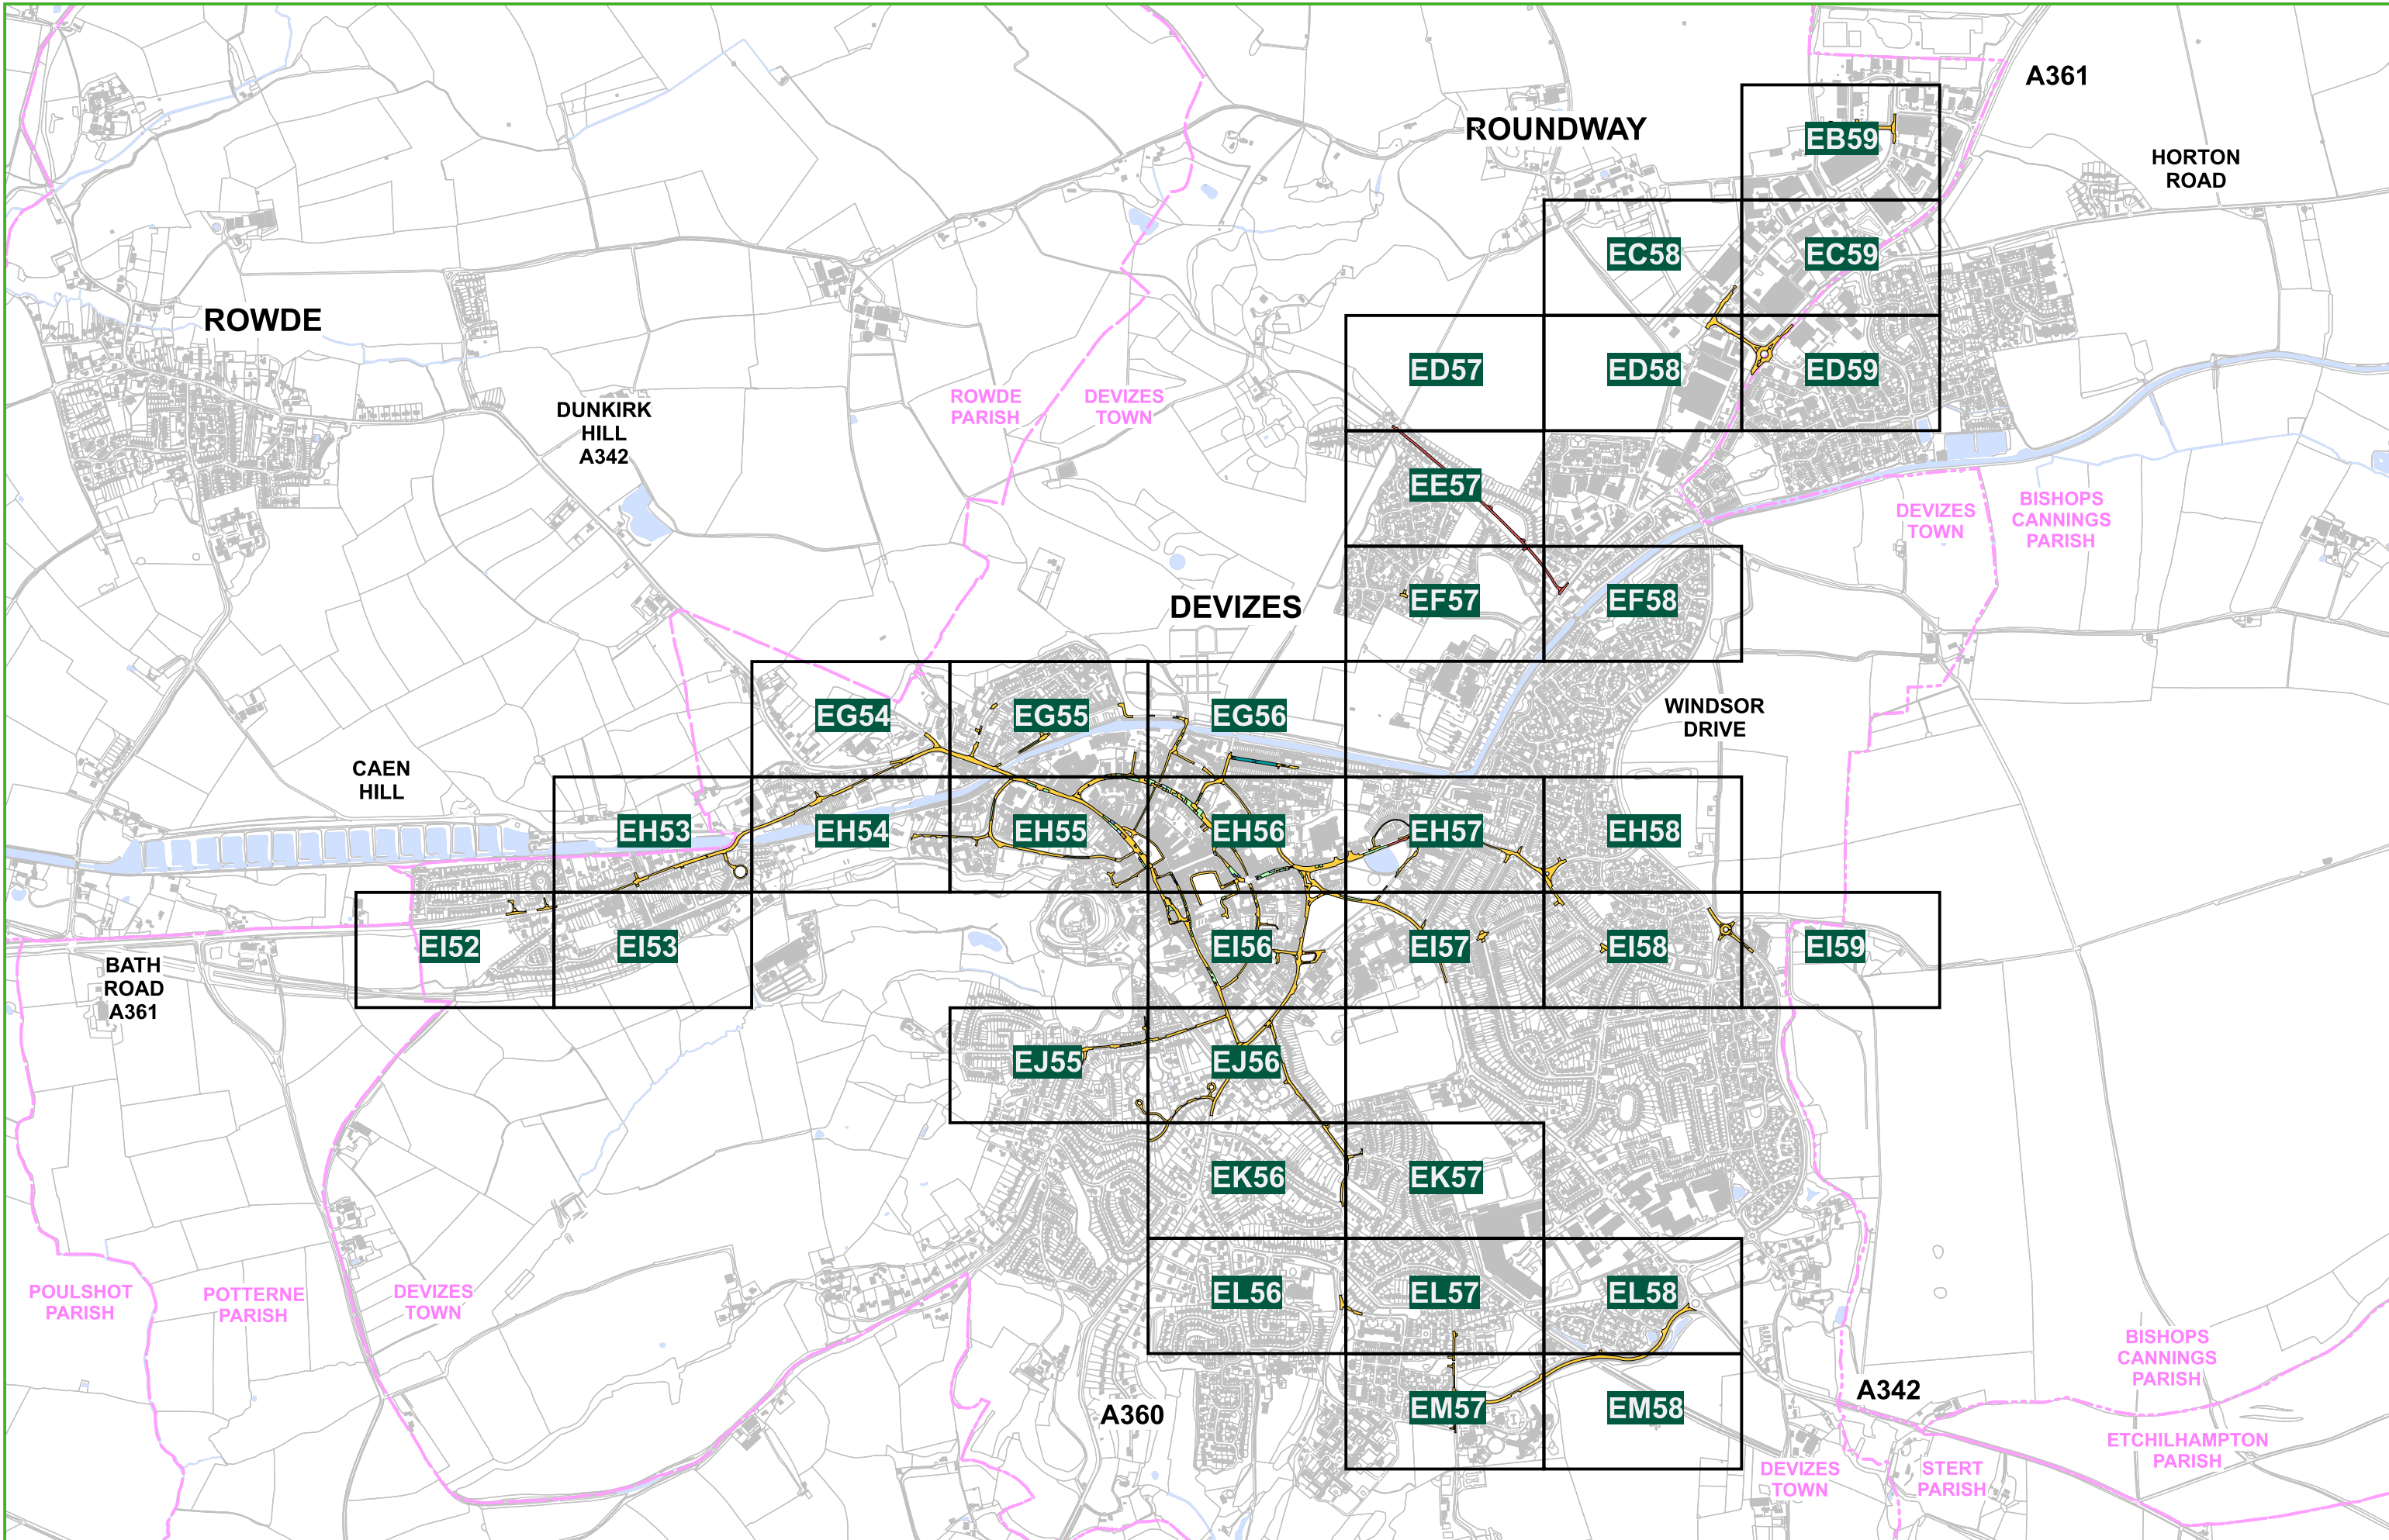 A361
ROUNDWAY
EB59
HORTON
ROAD
EC58
EC59
ROWDE
ED57
ED58
ED59
ROWDE
PARISH
DEVIZES
TOWN
DUNKIRK
HILL
A342
EE57
DEVIZES
TOWN
BISHOPS
CANNINGS
PARISH
DEVIZES
EF57
EF58
EG54
EG55
EG56
WINDSOR
DRIVE
CAEN
HILL
EH53
EH54
EH55
EH56
EH57
EH58
EI52
EI53
EI56
EI57
EI58
EI59
BATH
ROAD
A361
EJ55
EJ56
EK56
EK57
POULSHOT
PARISH
POTTERNE
PARISH
DEVIZES
TOWN
EL56
EL57
EL58
BISHOPS
CANNINGS
PARISH
A342
A360
EM57
EM58
ETCHILHAMPTON
PARISH
DEVIZES
TOWN
STERT
PARISH